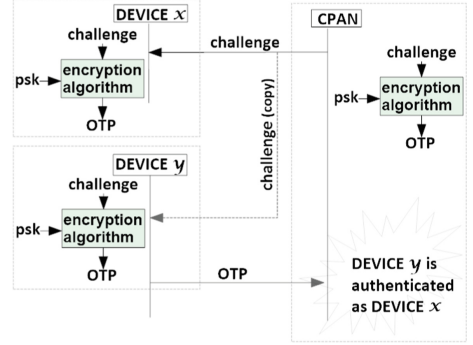 DEVICE x
challenge
psk
encryption
algorithm
OTP
challenge
CPAN
challenge
psk
encryption
algorithm
OTP
challenge (copy)
DEVICE y
challenge
psk
encryption
algorithm
OTP
OTP
DEVICE y is
authenticated
as DEVICE x